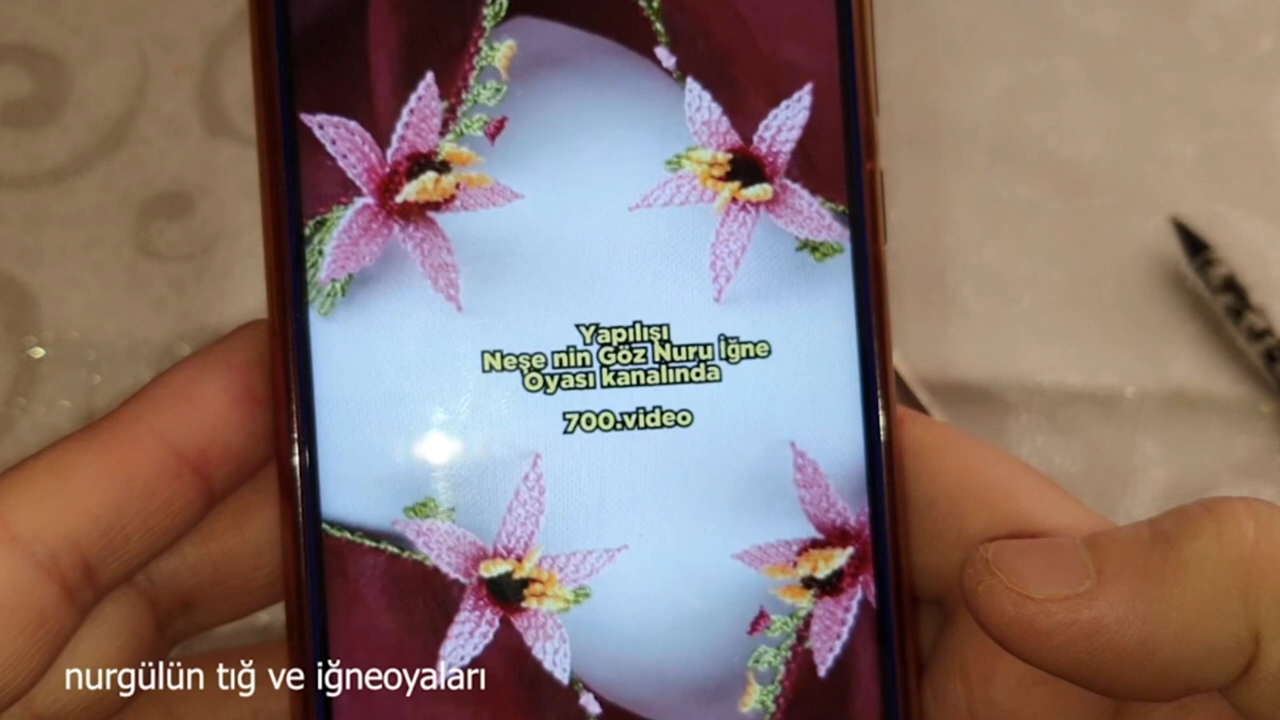 Yapılışı
Neşe nin Göz Nuru İğne
Oyası kanalında
700.video
nurgülün tığ ve iğneoyaları